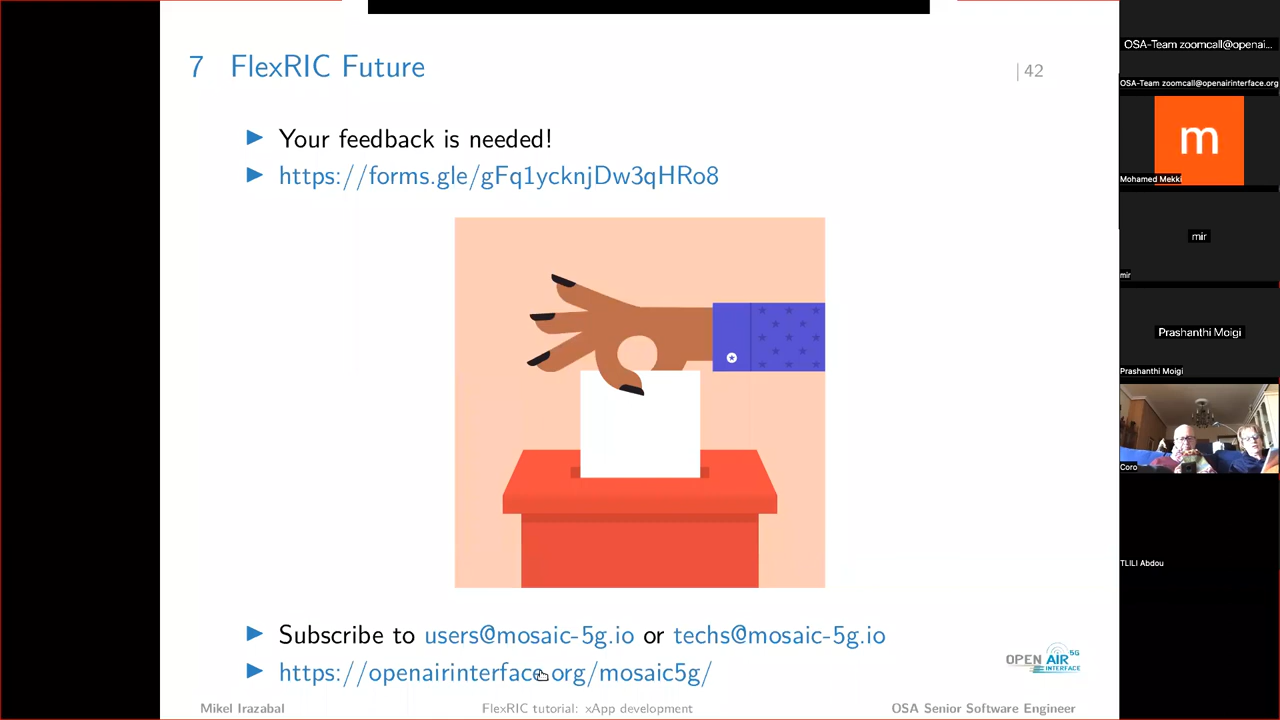 7 FlexRIC Future
| 42
Your feedback is needed!
https://forms.gle/gFq1ycknjDw3qHRo8
Subscribe to users@mosaic-5g.io or techs@mosaic-5g.io
https://openairinterface.org/mosaic5g/
OPEN AIR 5G
INTERFACE
Mikel Irazabal
FlexRIC tutorial: xApp development
OSA Senior Software Engineer
OSA-Team zoomcall@openai...
OSA-Team zoomcall@openairinterface.org
m
Mohamed Mekki
mir
mir
Prashanthi Moigi
Prashanthi Moigi
Coro
TLILI Abdou